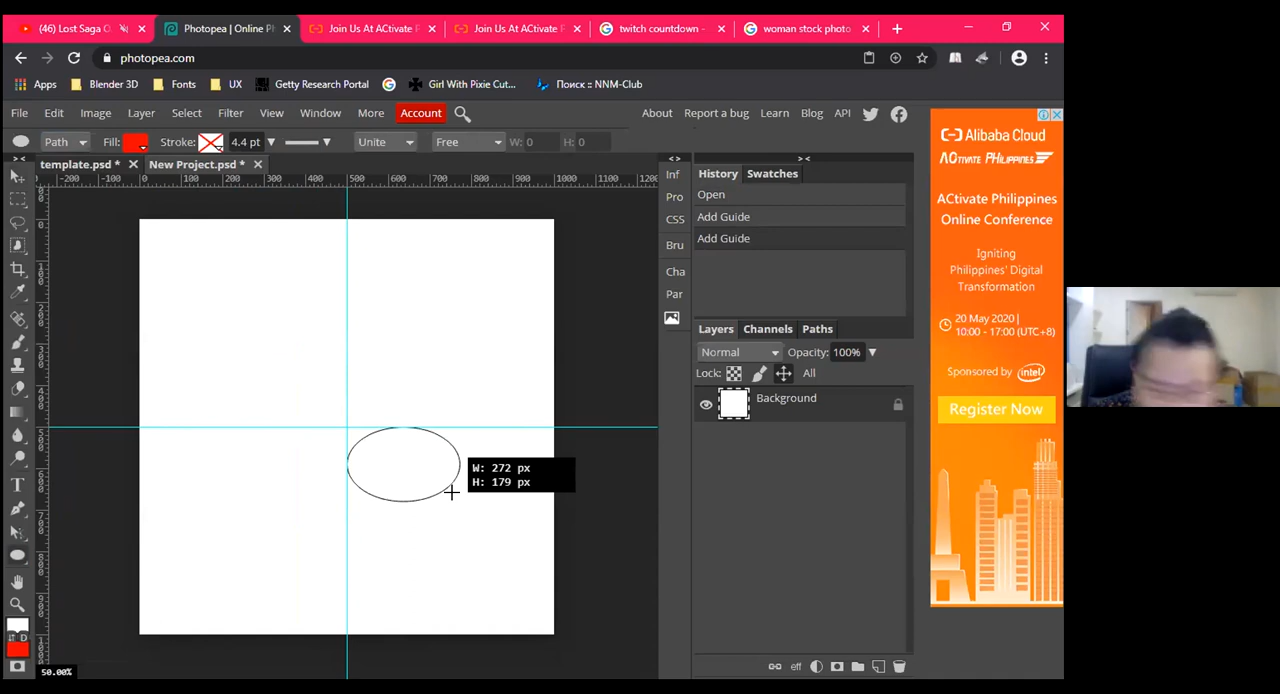 (46) Lost Saga O
Photopea | Online Ph
Join Us At ACtivate P
Join Us At ACtivate P
twitch countdown -
woman stock photo
photopea.com
Apps
Blender 3D
Fonts
UX
Getty Research Portal
Girl With Pixie Cut...
Поиск :: NNM-Club
File Edit Image Layer Select Filter View Window More Account
About Report a bug Learn Blog API
Path Fill: Stroke: 4.4 pt Unite Free W: 0 H: 0
template.psd * New Project.psd *
-200 -100 0 100 200 300 400 500 600 700 800 900 1000 1100 1200
Inf
Pro
CSS
Bru
Cha
Par
History Swatches
Open
Add Guide
Add Guide
Layers Channels Paths
Normal Opacity: 100%
Lock: All
Background
W: 272 px
H: 179 px
T
D
50.00%
eff
Alibaba Cloud
ACtivate PHilippines
ACtivate Philippines
Online Conference
Igniting
Philippines' Digital
Transformation
20 May 2020 |
10:00 - 17:00 (UTC+8)
Sponsored by intel
Register Now